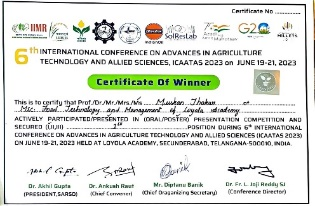 Certificate No
IIMR
SolResLab
G20
6th INTERNATIONAL CONFERENCE ON ADVANCES IN AGRICULTURE
TECHNOLOGY AND ALLIED SCIENCES, ICAATAS 2023 on JUNE 19-21, 2023
Certificate Of Winner
This is to certify that Prof./Dr./Mr./Mrs./Ms. Muskan Thakur of
MSc. Food Technology and Management of Loyola Academy
ACTIVELY PARTICIPATED/PRESENTED IN (ORAL/POSTER) PRESENTATION COMPETITION AND
SECURED (I/II/III) 1st POSITION DURING 6th INTERNATIONAL
CONFERENCE ON ADVANCES IN AGRICULTURE TECHNOLOGY AND ALLIED SCIENCES (ICAATAS 2023)
ON JUNE 19-21, 2023 HELD AT LOYOLA ACADEMY, SECUNDERABAD, TELANGANA-500010, INDIA.
Dr. Akhil Gupta
(PRESIDENT, SARSD)
Dr. Ankush Raut
(Chief Convenor)
Mr. Diptanu Banik
(Chief Organizing Secretary)
Dr. Fr. L. Joji Reddy SJ
(Conference Director)